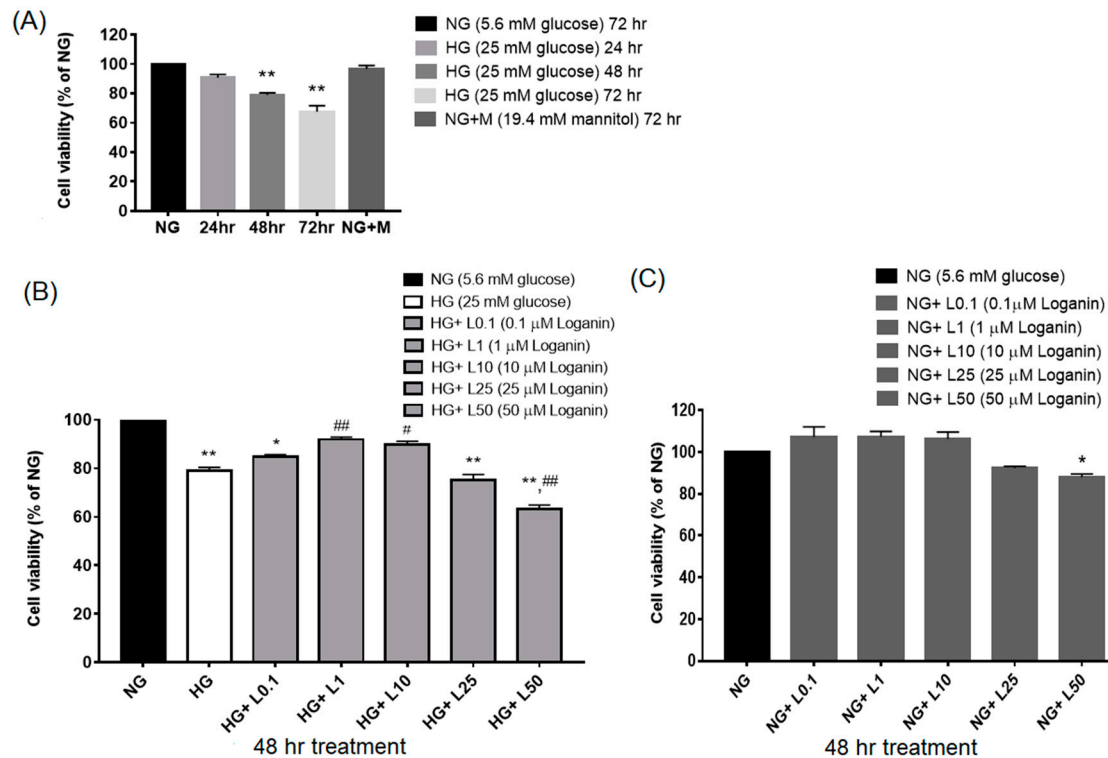 (A)
NG (5.6 mM glucose) 72 hr
HG (25 mM glucose) 24 hr
HG (25 mM glucose) 48 hr
HG (25 mM glucose) 72 hr
NG+M (19.4 mM mannitol) 72 hr
Cell viability (% of NG)
120
100
80
60
40
20
0
**
**
NG 24hr 48hr 72hr NG+M
(B)
NG (5.6 mM glucose)
HG (25 mM glucose)
HG+ L0.1 (0.1 μM Loganin)
HG+ L1 (1 μM Loganin)
HG+ L10 (10 μM Loganin)
HG+ L25 (25 μM Loganin)
HG+ L50 (50 μM Loganin)
Cell viability (% of NG)
100
80
60
40
20
0
**
*
##
#
**
**,##
NG HG HG+ L0.1 HG+ L1 HG+ L10 HG+ L25 HG+ L50
48 hr treatment
(C)
NG (5.6 mM glucose)
NG+ L0.1 (0.1μM Loganin)
NG+ L1 (1 μM Loganin)
NG+ L10 (10 μM Loganin)
NG+ L25 (25 μM Loganin)
NG+ L50 (50 μM Loganin)
Cell viability (% of NG)
120
100
80
60
40
20
0
*
NG NG+ L0.1 NG+ L1 NG+ L10 NG+ L25 NG+ L50
48 hr treatment